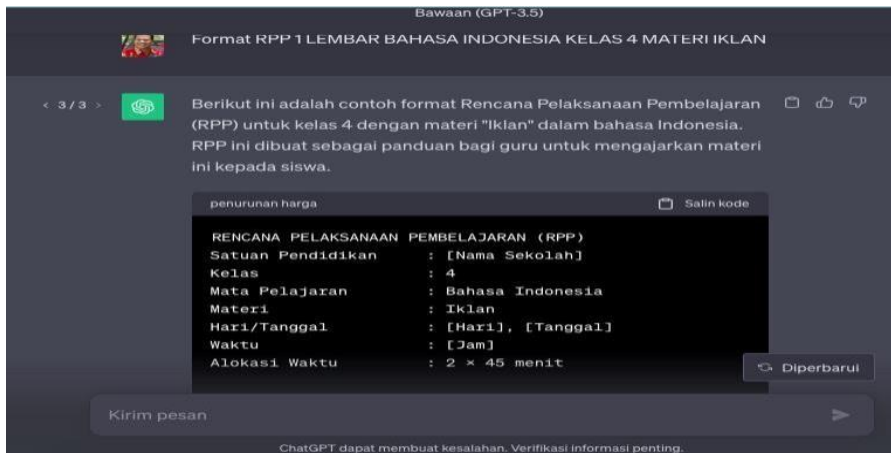 Bawaan (GPT-3.5)
Format RPP 1 LEMBAR BAHASA INDONESIA KELAS 4 MATERI IKLAN
< 3 / 3 >
Berikut ini adalah contoh format Rencana Pelaksanaan Pembelajaran
(RPP) untuk kelas 4 dengan materi "Iklan" dalam bahasa Indonesia.
RPP ini dibuat sebagai panduan bagi guru untuk mengajarkan materi
ini kepada siswa.
penurunan harga Salin kode
RENCANA PELAKSANAAN PEMBELAJARAN (RPP)
Satuan Pendidikan : [Nama Sekolah]
Kelas : 4
Mata Pelajaran : Bahasa Indonesia
Materi : Iklan
Hari/Tanggal : [Hari], [Tanggal]
Waktu : [Jam]
Alokasi Waktu : 2 × 45 menit
Diperbarui
Kirim pesan
ChatGPT dapat membuat kesalahan. Verifikasi informasi penting.